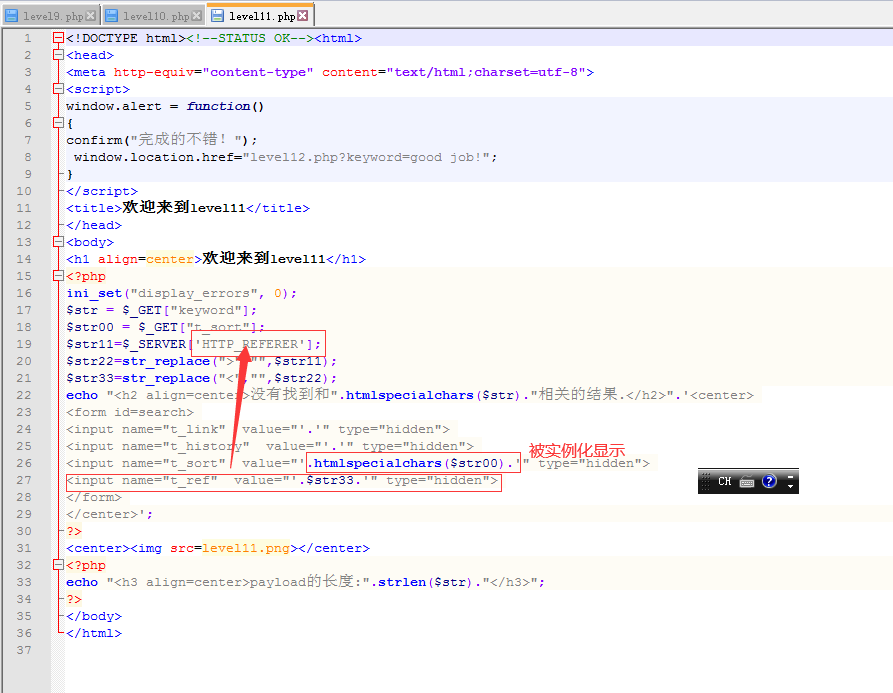 level9.php level10.php level11.php
1 <!DOCTYPE html><!--STATUS OK--><html>
2 <head>
3 <meta http-equiv="content-type" content="text/html;charset=utf-8">
4 <script>
5 window.alert = function()
6 {
7 confirm("完成的不错！");
8  window.location.href="level12.php?keyword=good job!";
9 }
10 </script>
11 <title>欢迎来到level11</title>
12 </head>
13 <body>
14 <h1 align=center>欢迎来到level11</h1>
15 <?php
16 ini_set("display_errors", 0);
17 $str = $_GET["keyword"];
18 $str00 = $_GET["t_sort"];
19 $str11=$_SERVER['HTTP_REFERER'];
20 $str22=str_replace(">","",$str11);
21 $str33=str_replace("<","",$str22);
22 echo "<h2 align=center>没有找到和".htmlspecialchars($str)."相关的结果.</h2>".'<center>
23 <form id=search>
24 <input name="t_link"  value="'.'" type="hidden">
25 <input name="t_history"  value="'.'" type="hidden">
被实例化显示
26 <input name="t_sort"  value="'.htmlspecialchars($str00).'" type="hidden">
27 <input name="t_ref"  value="'.$str33.'" type="hidden">
CH ?
28 </form>
29 </center>';
30 ?>
31 <center><img src=level11.png></center>
32 <?php
33 echo "<h3 align=center>payload的长度:".strlen($str)."</h3>";
34 ?>
35 </body>
36 </html>
37